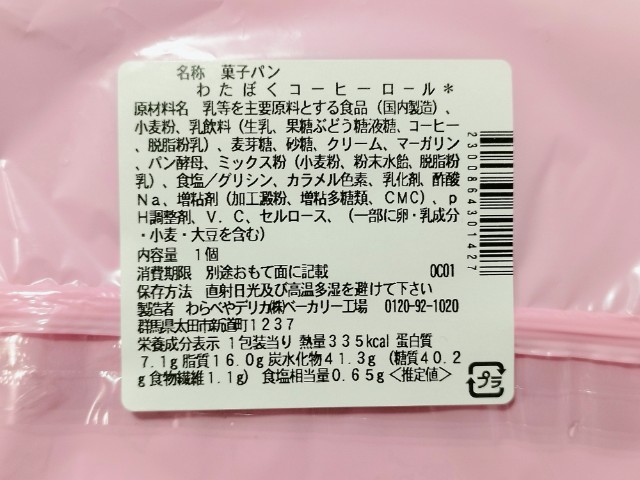 名称 菓子パン
わたぼくコーヒーロール*
原材料名 乳等を主要原料とする食品（国内製造）、
小麦粉、乳飲料（生乳、果糖ぶどう糖液糖、コーヒー
、脱脂粉乳）、麦芽糖、砂糖、クリーム、マーガリン
、パン酵母、ミックス粉（小麦粉、粉末水飴、脱脂粉
乳）、食塩／グリシン、カラメル色素、乳化剤、酢酸
Ｎａ、増粘剤（加工澱粉、増粘多糖類、ＣＭＣ）、ｐ
Ｈ調整剤、Ｖ．Ｃ、セルロース、（一部に卵・乳成分
・小麦・大豆を含む）
内容量 １個
消費期限 別途おもて面に記載 0C01
保存方法 直射日光及び高温多湿を避けて下さい
製造者 わらべやデリカ㈱ベーカリー工場 0120-92-1020
群馬県太田市新道町１２３７
栄養成分表示 １包装当り 熱量３３５kcal 蛋白質
７.１ｇ脂質１６.０ｇ炭水化物４１.３ｇ（糖質４０.２
ｇ食物繊維１.１ｇ） 食塩相当量０.６５ｇ＜推定値＞
2300864301427
プラ